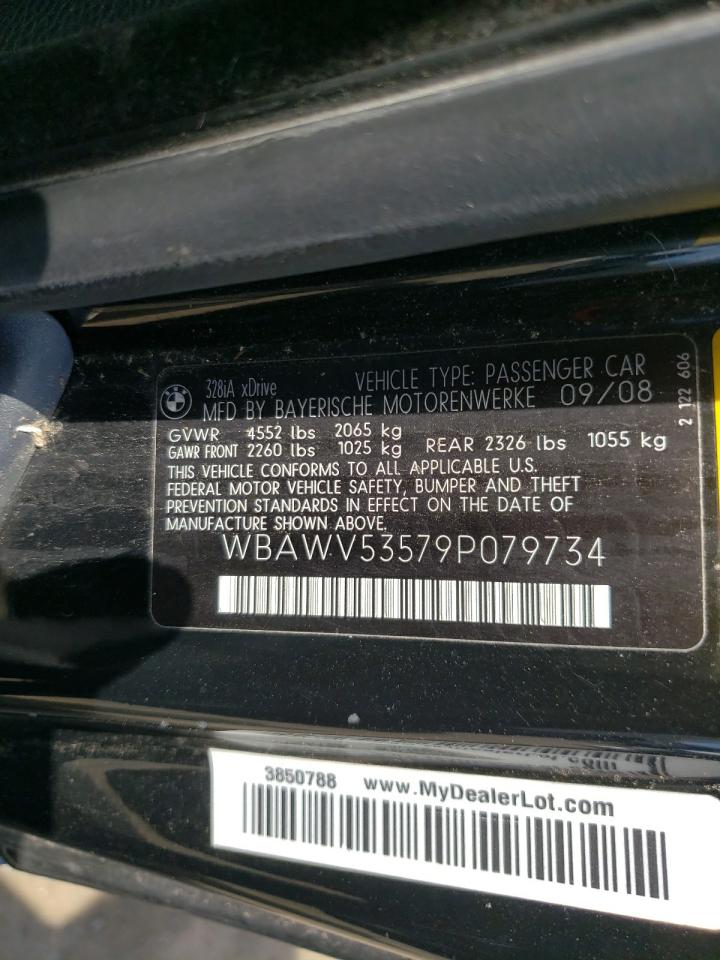 328iA xDrive VEHICLE TYPE: PASSENGER CAR
MFD BY BAYERISCHE MOTORENWERKE 09/08
GVWR 4552 lbs 2065 kg
GAWR FRONT 2260 lbs 1025 kg REAR 2326 lbs 1055 kg
THIS VEHICLE CONFORMS TO ALL APPLICABLE U.S.
FEDERAL MOTOR VEHICLE SAFETY, BUMPER AND THEFT
PREVENTION STANDARDS IN EFFECT ON THE DATE OF
MANUFACTURE SHOWN ABOVE.
WBAWV53579P079734
2 122 606
3850788 www.MyDealerLot.com